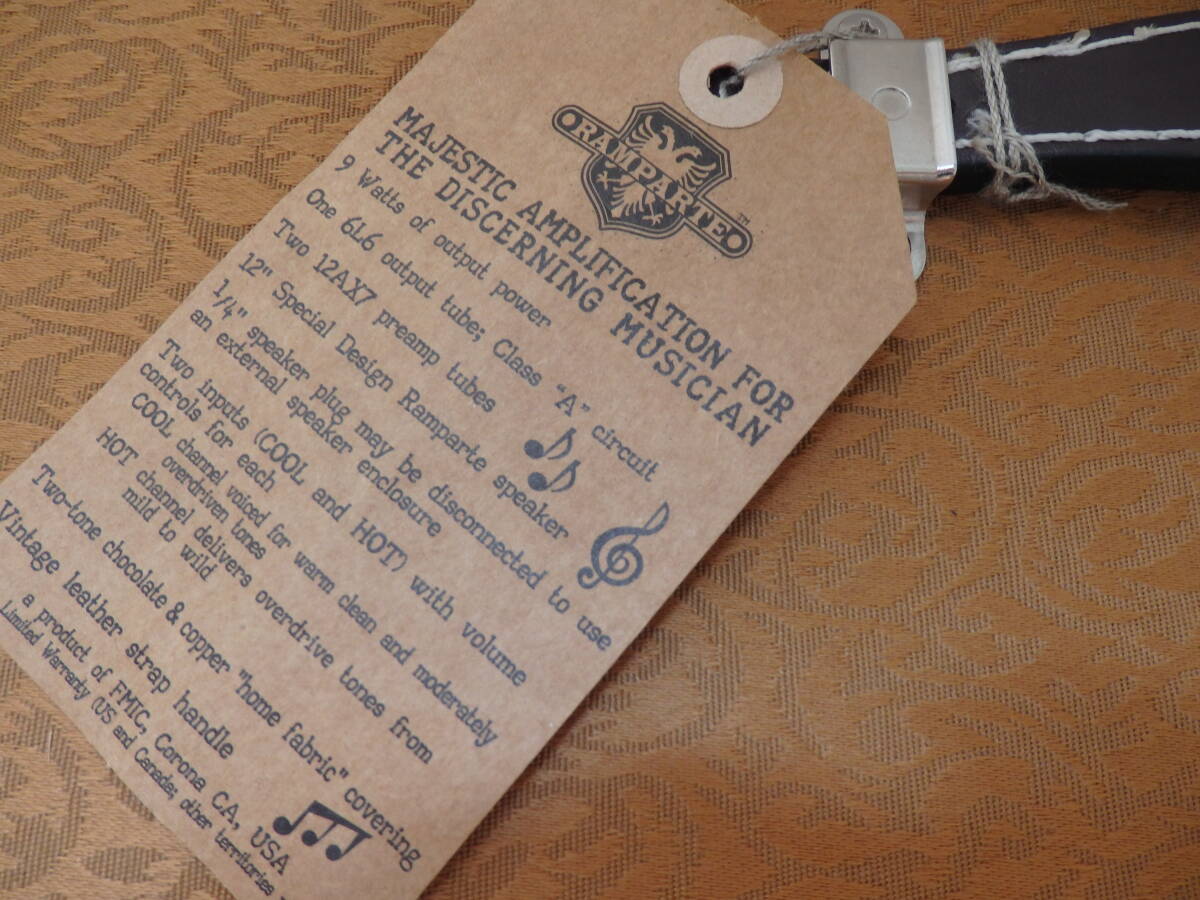 RAMPARTE™
MAJESTIC AMPLIFICATION FOR
THE DISCERNING MUSICIAN
9 Watts of output power
One 6L6 output tube; Class “A” circuit
Two 12AX7 preamp tubes
12" Special Design Ramparte speaker
1/4" speaker plug may be disconnected to use
an external speaker enclosure
Two inputs (COOL and HOT) with volume
controls for each
COOL channel voiced for warm clean and moderately
overdriven tones
HOT channel delivers overdrive tones from
mild to wild
Two-tone chocolate & copper "home fabric" covering
Vintage leather strap handle
a product of FMIC, Corona CA, USA
Limited Warranty (US and Canada; other territories